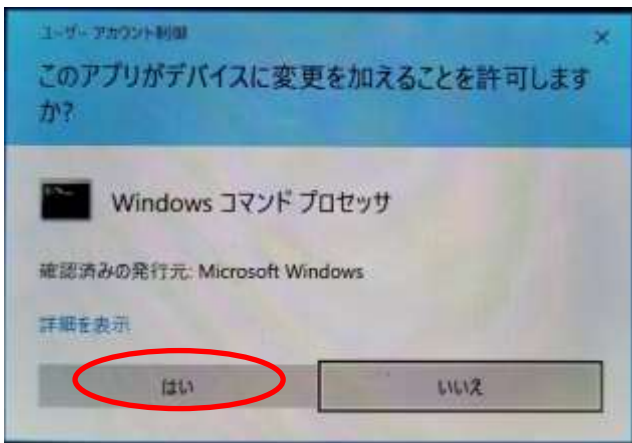 ユーザー アカウント制御
このアプリがデバイスに変更を加えることを許可します
か?
Windows コマンド プロセッサ
確認済みの発行元: Microsoft Windows
詳細を表示
はい
いいえ